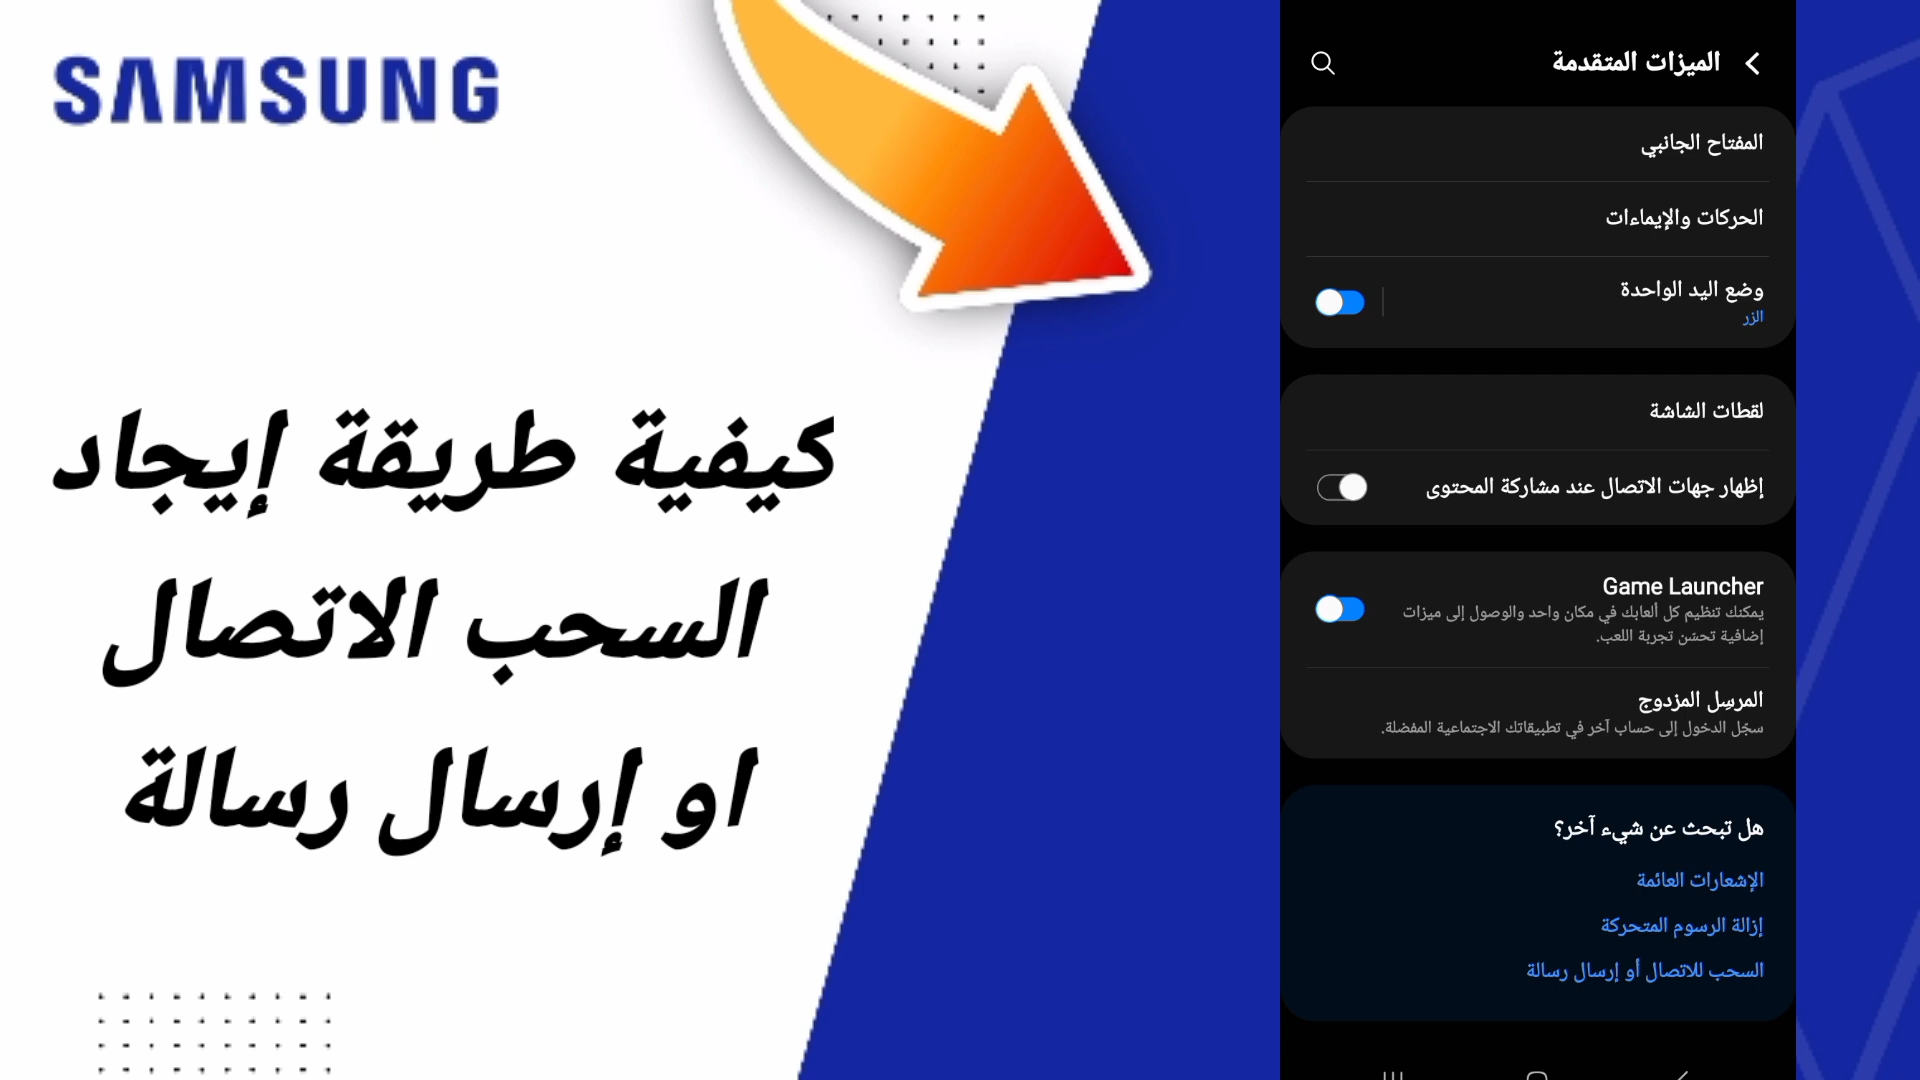 SAMSUNG
كيفية طريقة إيجاد
السحب الاتصال
او إرسال رسالة
الميزات المتقدمة
المفتاح الجانبي
الحركات والإيماءات
وضع اليد الواحدة
الزر
لقطات الشاشة
إظهار جهات الاتصال عند مشاركة المحتوى
Game Launcher
يمكنك تنظيم كل ألعابك في مكان واحد والوصول إلى ميزات
إضافية تحسّن تجربة اللعب.
المرسِل المزدوج
سجّل الدخول إلى حساب آخر في تطبيقاتك الاجتماعية المفضلة.
هل تبحث عن شيء آخر؟
الإشعارات العائمة
إزالة الرسوم المتحركة
السحب للاتصال أو إرسال رسالة